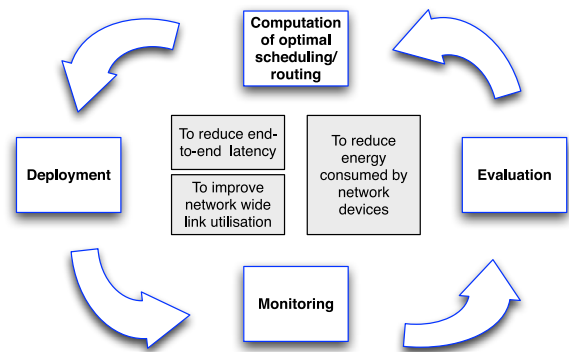 Computation
of optimal
scheduling/
routing
To reduce end-
to-end latency
To reduce
energy
consumed by
network
devices
Deployment
To improve
network wide
link utilisation
Evaluation
Monitoring